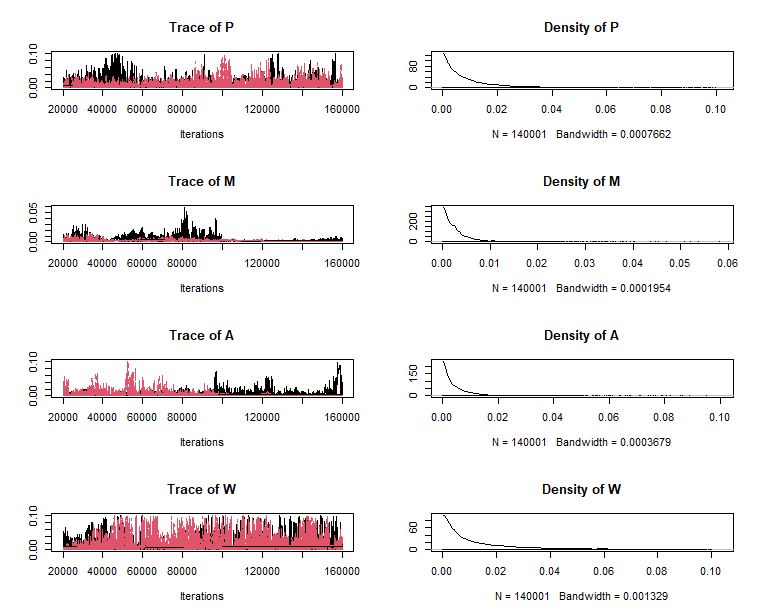 Trace of P
0.00 0.10
20000 40000 60000 80000 120000 160000
Iterations
Density of P
0 80
0.00 0.02 0.04 0.06 0.08 0.10
N = 140001 Bandwidth = 0.0007662
Trace of M
0.00 0.05
20000 40000 60000 80000 120000 160000
Iterations
Density of M
0 200
0.00 0.01 0.02 0.03 0.04 0.05 0.06
N = 140001 Bandwidth = 0.0001954
Trace of A
0.00 0.10
20000 40000 60000 80000 120000 160000
Iterations
Density of A
0 150
0.00 0.02 0.04 0.06 0.08 0.10
N = 140001 Bandwidth = 0.0003679
Trace of W
0.00 0.10
20000 40000 60000 80000 120000 160000
Iterations
Density of W
0 60
0.00 0.02 0.04 0.06 0.08 0.10
N = 140001 Bandwidth = 0.001329